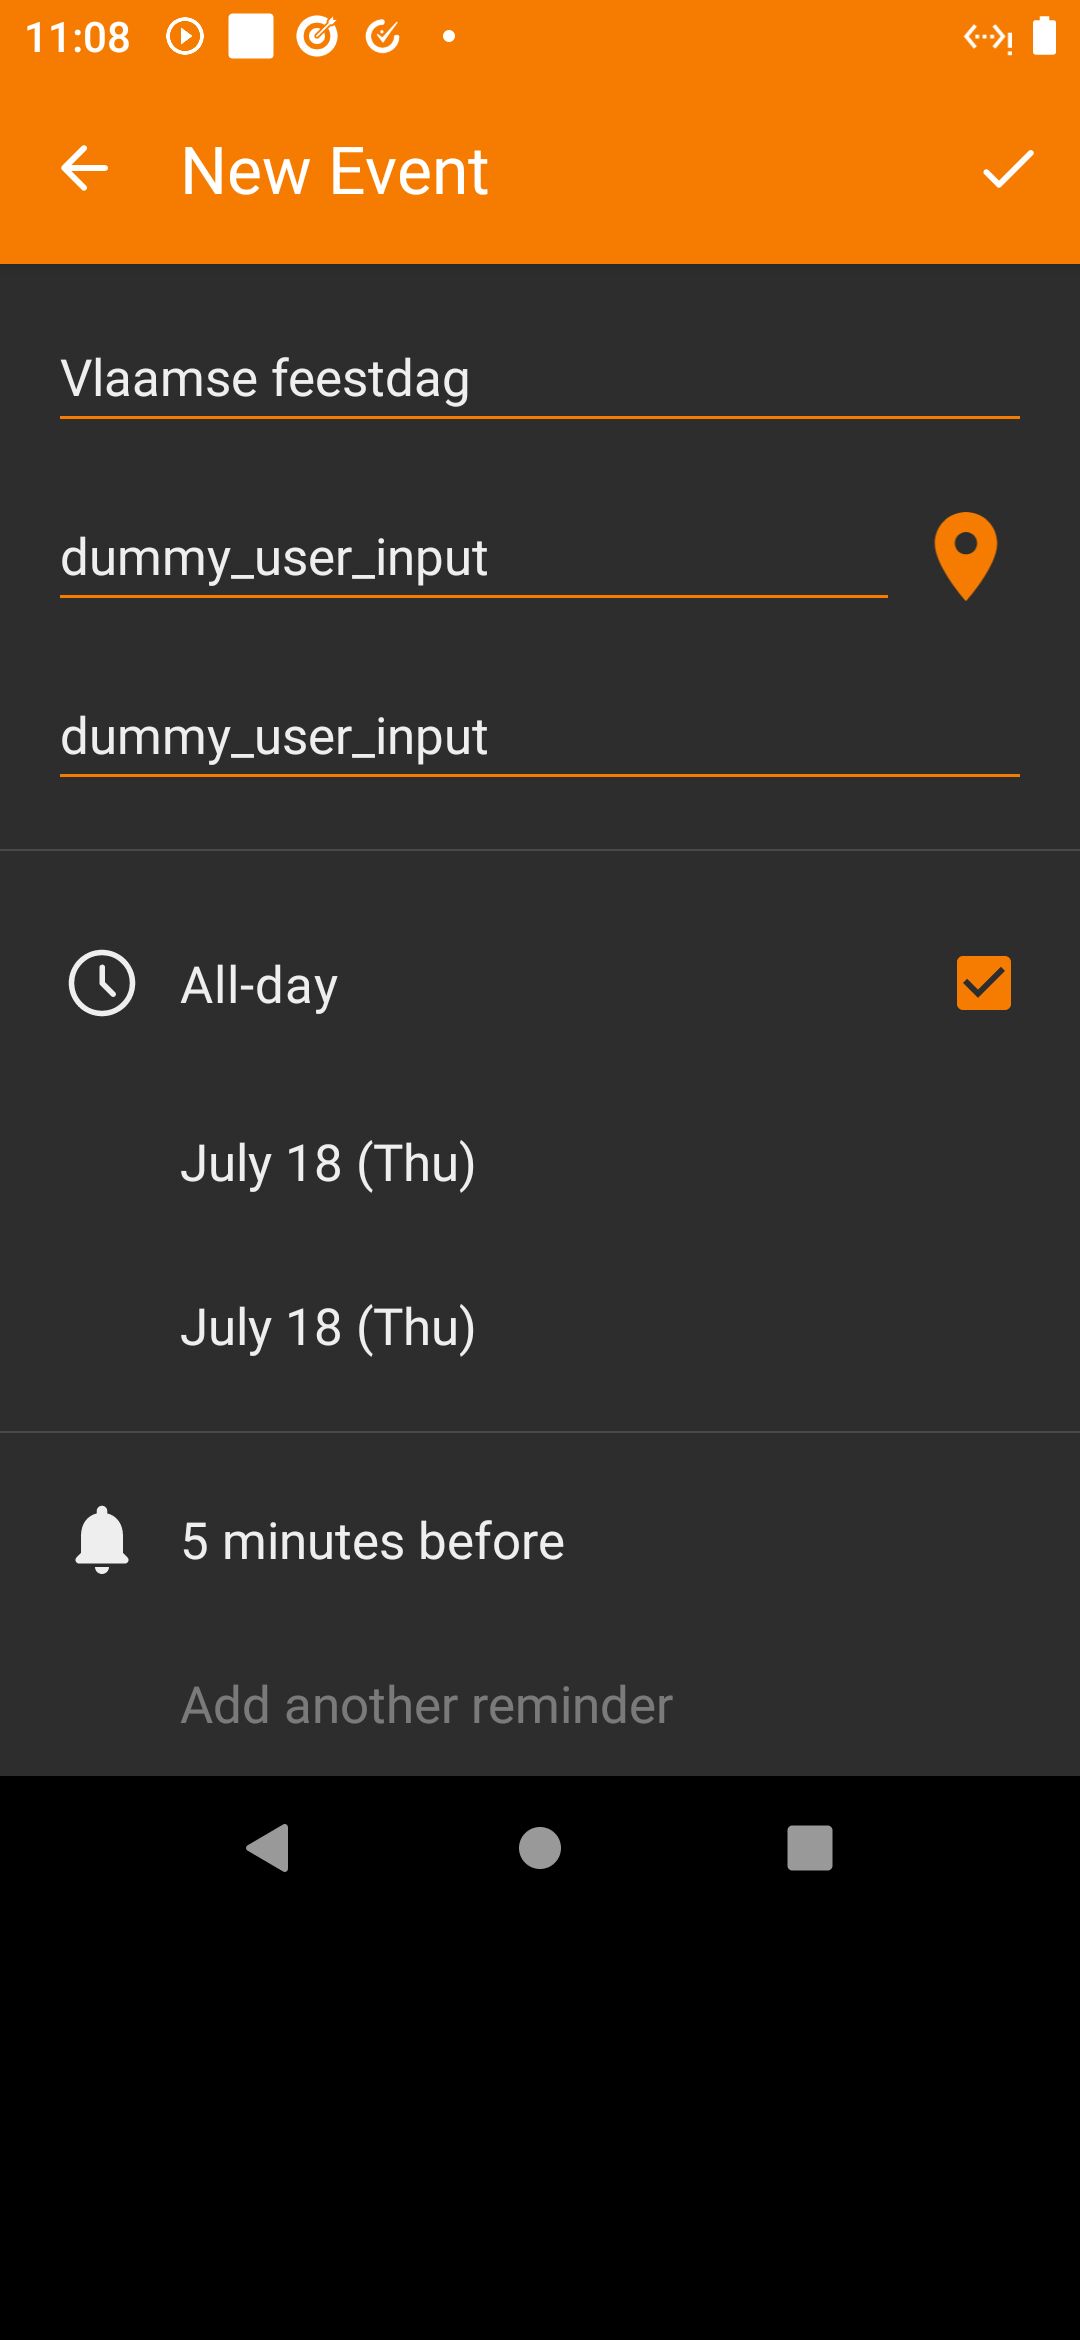 11:08
New Event
Vlaamse feestdag
dummy_user_input
dummy_user_input
All-day
July 18 (Thu)
July 18 (Thu)
5 minutes before
Add another reminder